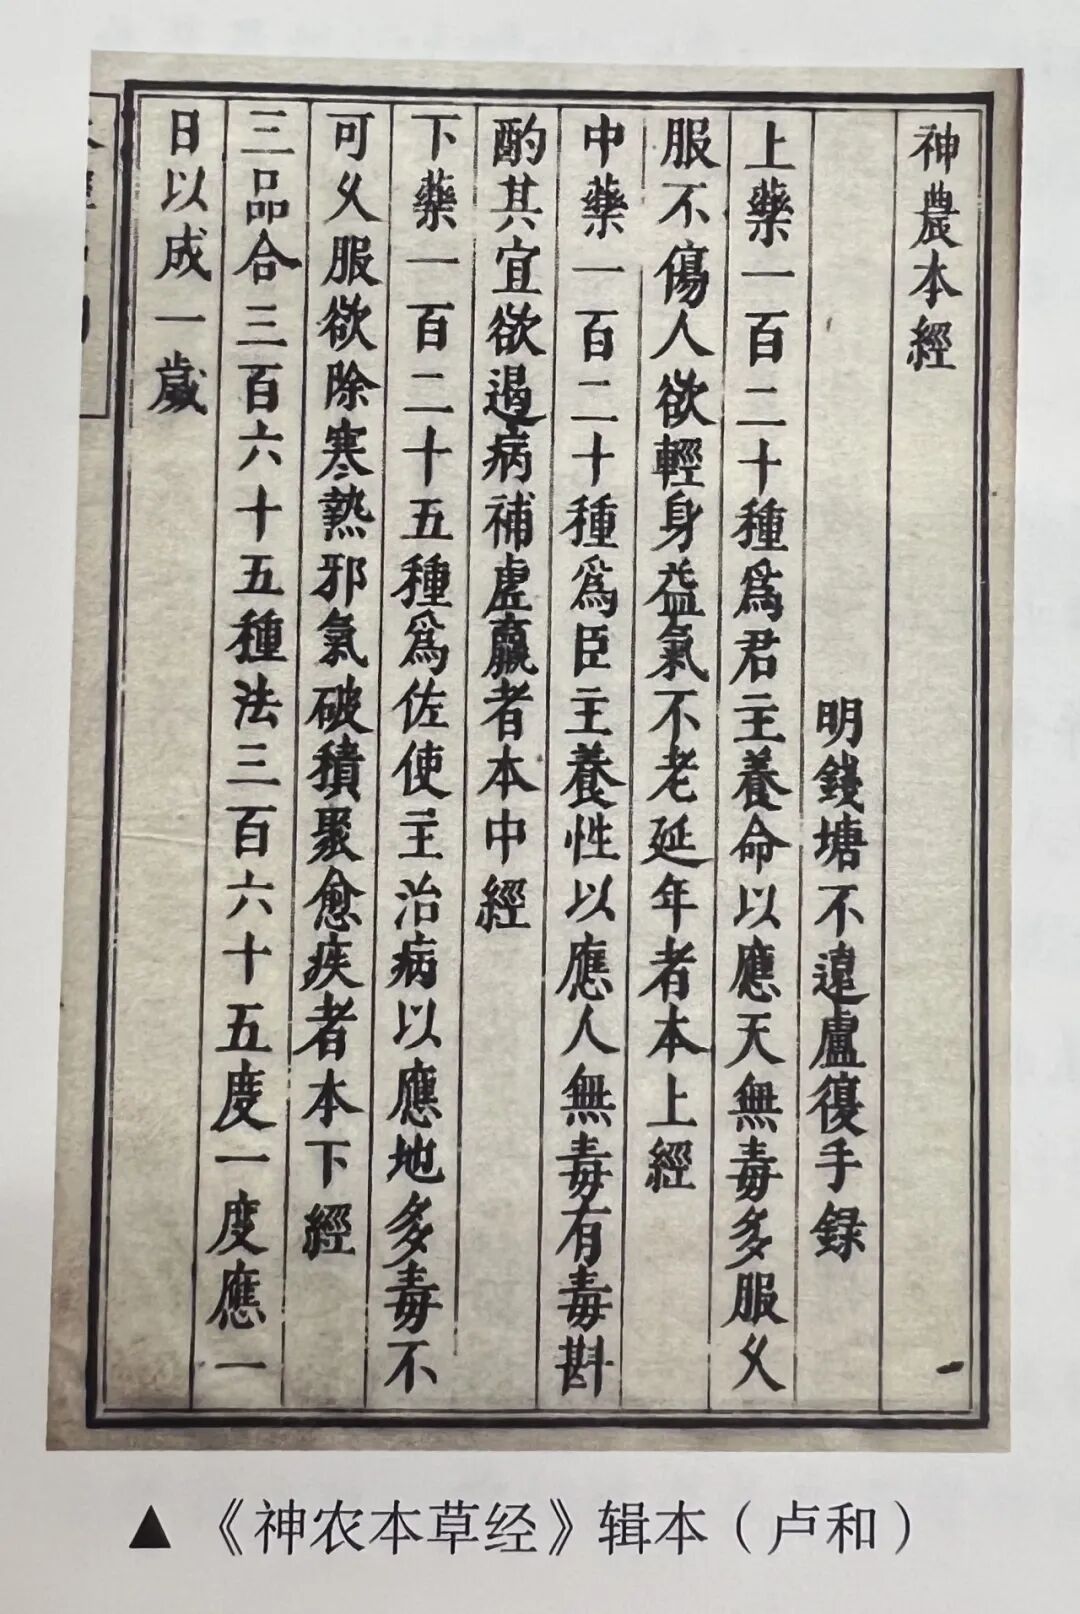 神農本經
明錢塘不遠盧復手録
上藥一百二十種爲君主養命以應天無毒多服乆
服不傷人欲輕身益氣不老延年者本上經
中藥一百二十種爲臣主養性以應人無毒有毒斟
酌其宜欲遏病補虛羸者本中經
下藥一百二十五種爲佐使主治病以應地多毒不
可乆服欲除寒熱邪氣破積聚愈疾者本下經
三品合三百六十五種法三百六十五度一度應一
日以成一歲
▲《神农本草经》辑本（卢和）